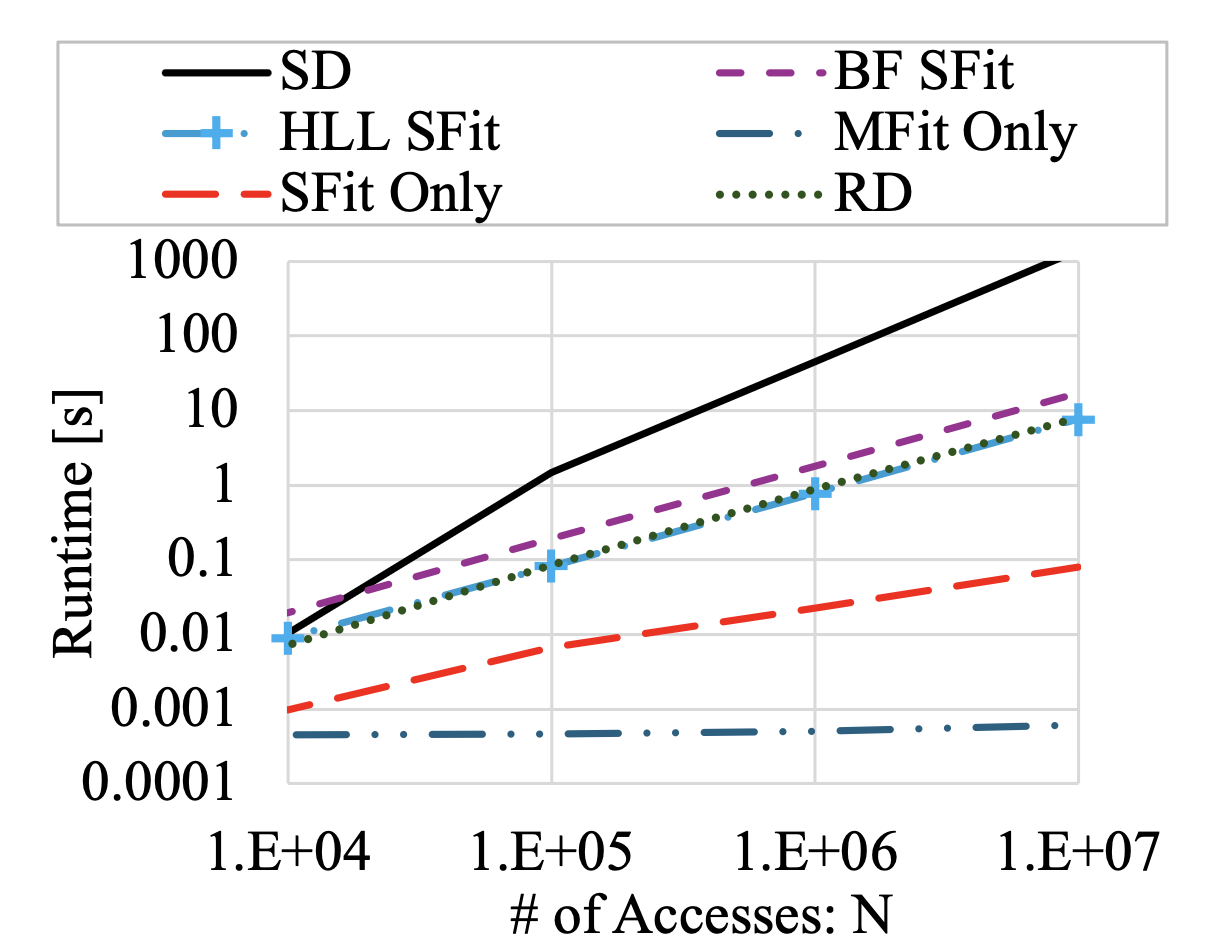 SD BF SFit
HLL SFit MFit Only
SFit Only RD
1000
100
10
1
0.1
0.01
0.001
0.0001
Runtime [s]
1.E+04 1.E+05 1.E+06 1.E+07
# of Accesses: N